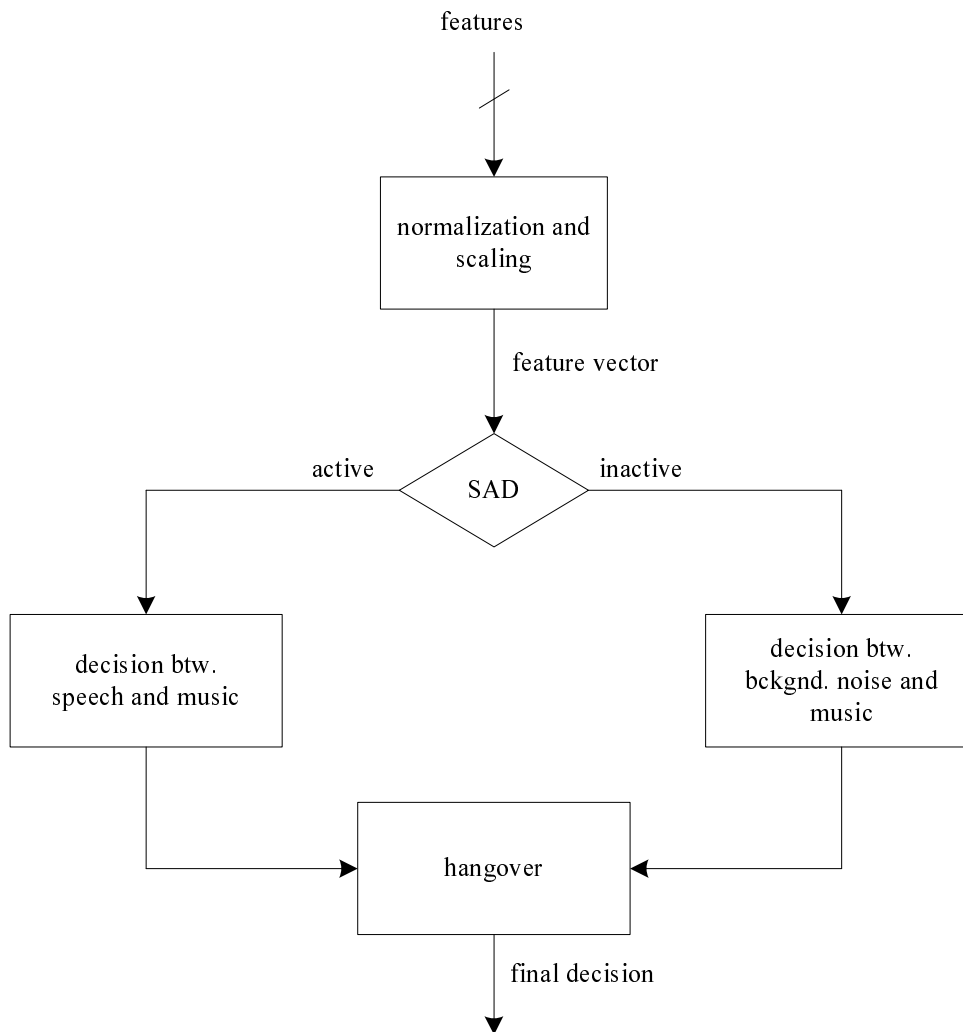 features
normalization and
scaling
feature vector
active
inactive
SAD
decision btw.
speech and music
decision btw.
bckgnd. noise and
music
hangover
final decision